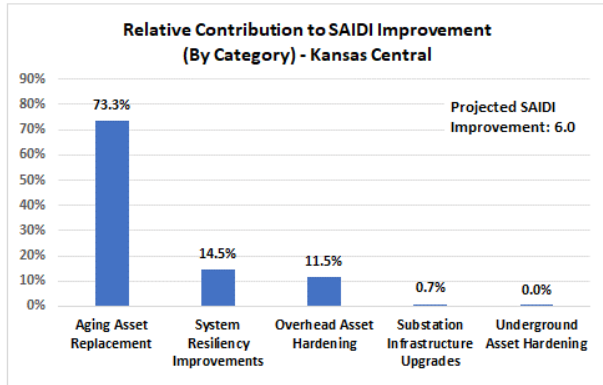 Relative Contribution to SAIDI Improvement
(By Category) - Kansas Central
Projected SAIDI
Improvement: 6.0
90%
80%
70%
60%
50%
40%
30%
20%
10%
0%
73.3%
14.5%
11.5%
0.7%
0.0%
Aging Asset
Replacement
System
Resiliency
Improvements
Overhead Asset
Hardening
Substation
Infrastructure
Upgrades
Underground
Asset Hardening